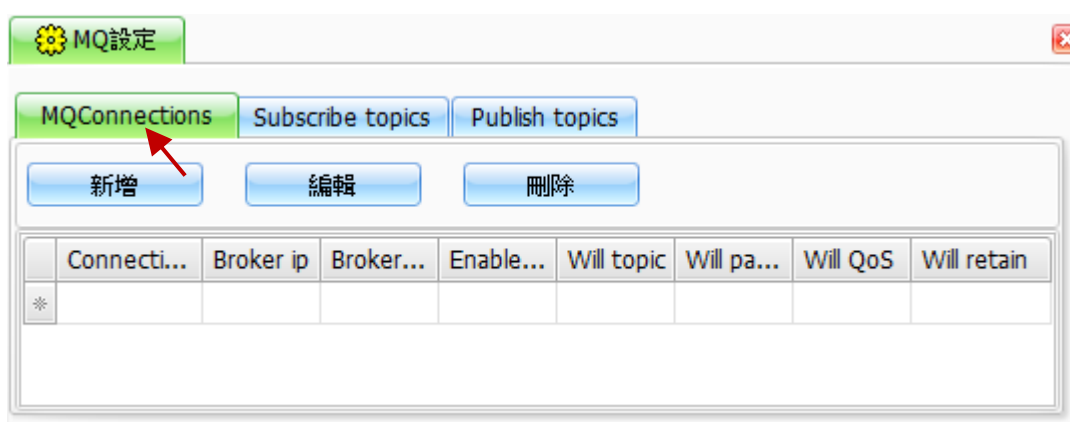 MQ設定
MQConnections Subscribe topics Publish topics
新增 編輯 刪除
Connecti... Broker ip Broker... Enable... Will topic Will pa... Will QoS Will retain